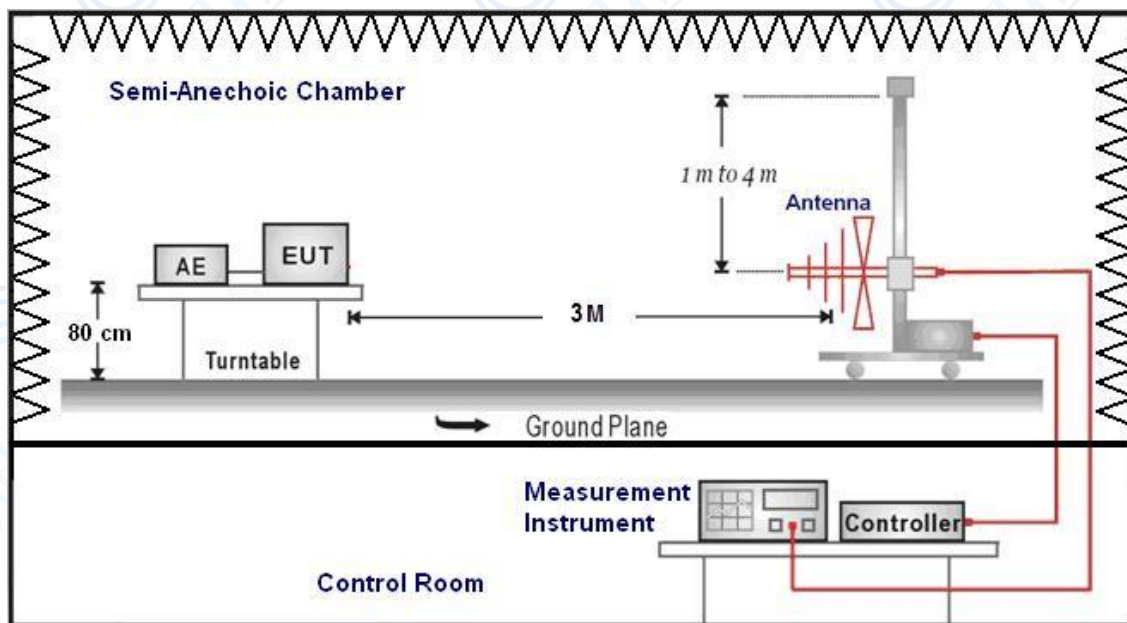 Semi-Anechoic Chamber
1 m to 4 m
Antenna
AE
EUT
80 cm
3M
Turntable
Ground Plane
Measurement
Instrument
Controller
Control Room